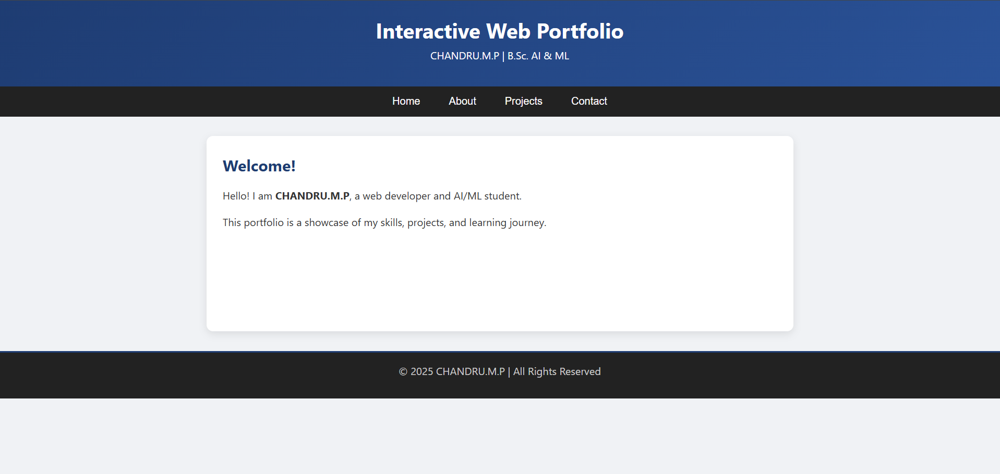 Interactive Web Portfolio
CHANDRU.M.P | B.Sc. AI & ML
Home About Projects Contact
Welcome!
Hello! I am CHANDRU.M.P, a web developer and AI/ML student.
This portfolio is a showcase of my skills, projects, and learning journey.
© 2025 CHANDRU.M.P | All Rights Reserved